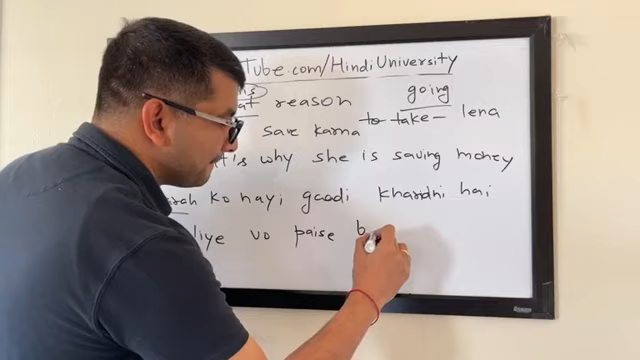 Tube.com/HindiUniversity
reason going
save karna to take lena
why she is saving money
ko nayi gaadi kharidni hai
liye vo paise b